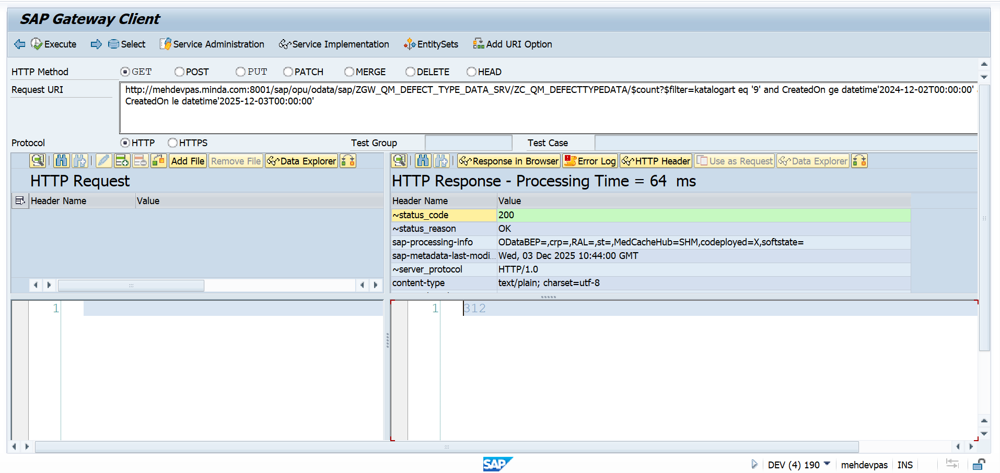 SAP Gateway Client
Execute Select Service Administration Service Implementation EntitySets Add URI Option
HTTP Method GET POST PUT PATCH MERGE DELETE HEAD
Request URI http://mehdevpas.minda.com:8001/sap/opu/odata/sap/ZGW_QM_DEFECT_TYPE_DATA_SRV/ZC_QM_DEFECTTYPEDATA/$count?$filter=katalogart eq '9' and CreatedOn ge datetime'2024-12-02T00:00:00'
CreatedOn le datetime'2025-12-03T00:00:00'
Protocol HTTP HTTPS Test Group Test Case
Add File Remove File Data Explorer
HTTP Request
Header Name Value
1
Response in Browser Error Log HTTP Header Use as Request Data Explorer
HTTP Response - Processing Time = 64 ms
Header Name Value
~status_code 200
~status_reason OK
sap-processing-info ODataBEP=,crp=,RAL=,st=,MedCacheHub=SHM,codeployed=X,softstate=
sap-metadata-last-modi... Wed, 03 Dec 2025 10:44:00 GMT
~server_protocol HTTP/1.0
content-type text/plain; charset=utf-8
1 312
SAP DEV (4) 190 mehdevpas INS